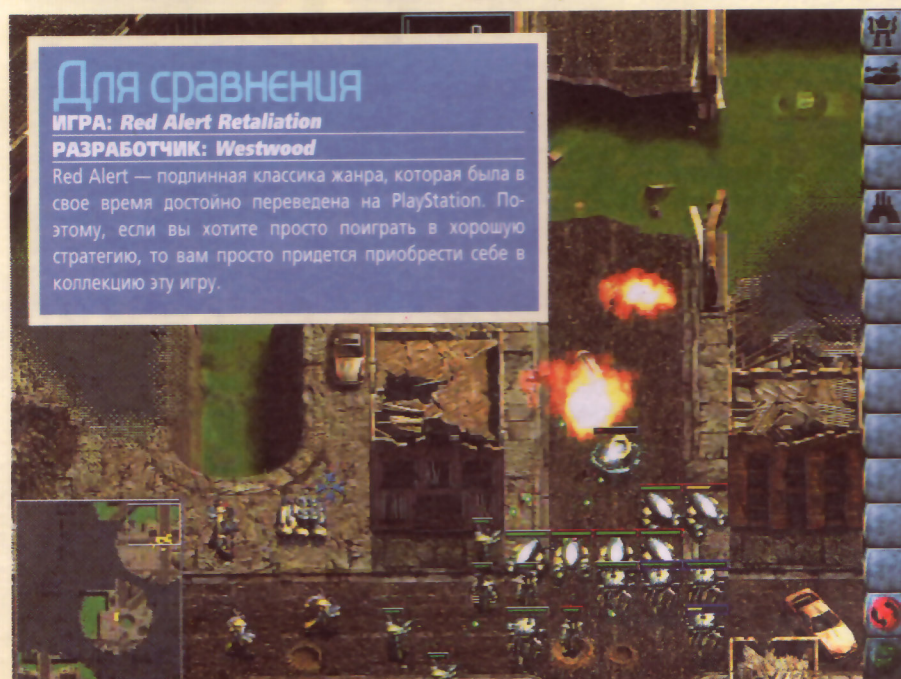 Для сравнения
ИГРА: Red Alert Retaliation
РАЗРАБОТЧИК: Westwood
Red Alert — подлинная классика жанра, которая была в
свое время достойно переведена на PlayStation. По-
этому, если вы хотите просто поиграть в хорошую
стратегию, то вам просто придется приобрести себе в
коллекцию эту игру.